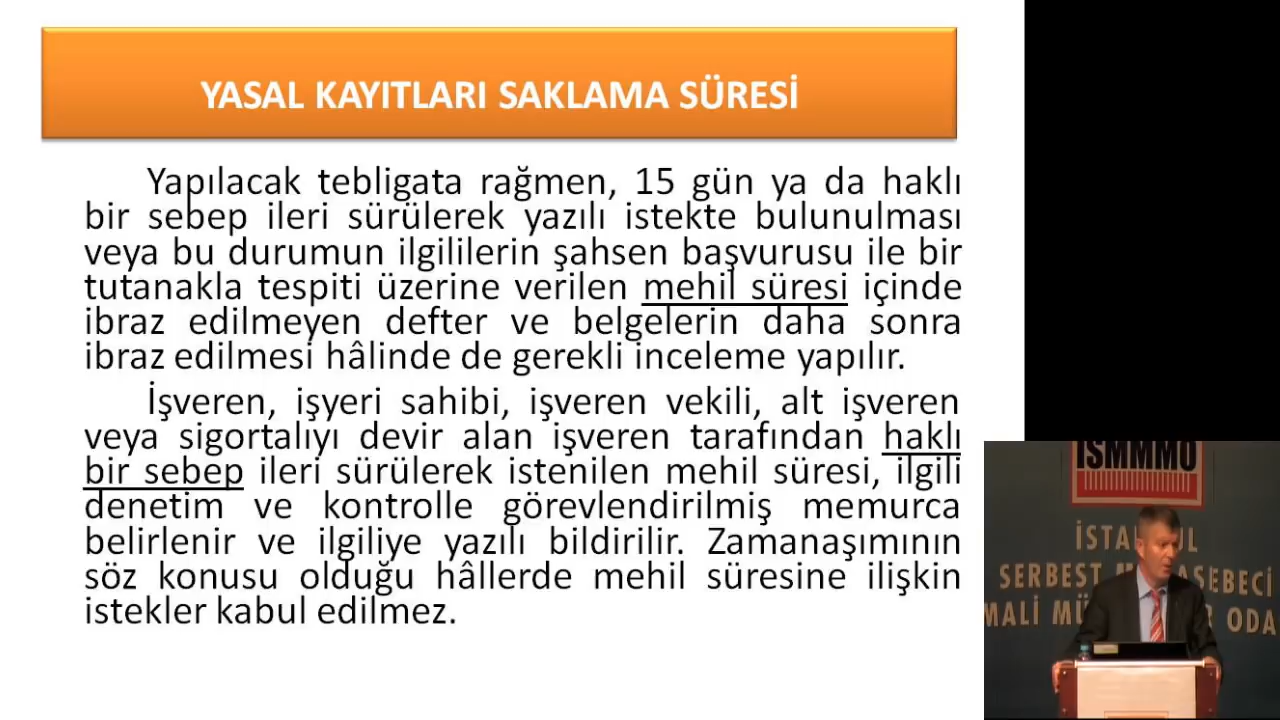 YASAL KAYITLARI SAKLAMA SÜRESİ
Yapılacak tebligata rağmen, 15 gün ya da haklı
bir sebep ileri sürülerek yazılı istekte bulunulması
veya bu durumun ilgililerin şahsen başvurusu ile bir
tutanakla tespiti üzerine verilen mehil süresi içinde
ibraz edilmeyen defter ve belgelerin daha sonra
ibraz edilmesi hâlinde de gerekli inceleme yapılır.
İşveren, işyeri sahibi, işveren vekili, alt işveren
veya sigortalıyı devir alan işveren tarafından haklı
bir sebep ileri sürülerek istenilen mehil süresi, ilgili
denetim ve kontrolle görevlendirilmiş memurca
belirlenir ve ilgiliye yazılı bildirilir. Zamanaşımının
söz konusu olduğu hâllerde mehil süresine ilişkin
istekler kabul edilmez.
İSMMMO
SERBEST